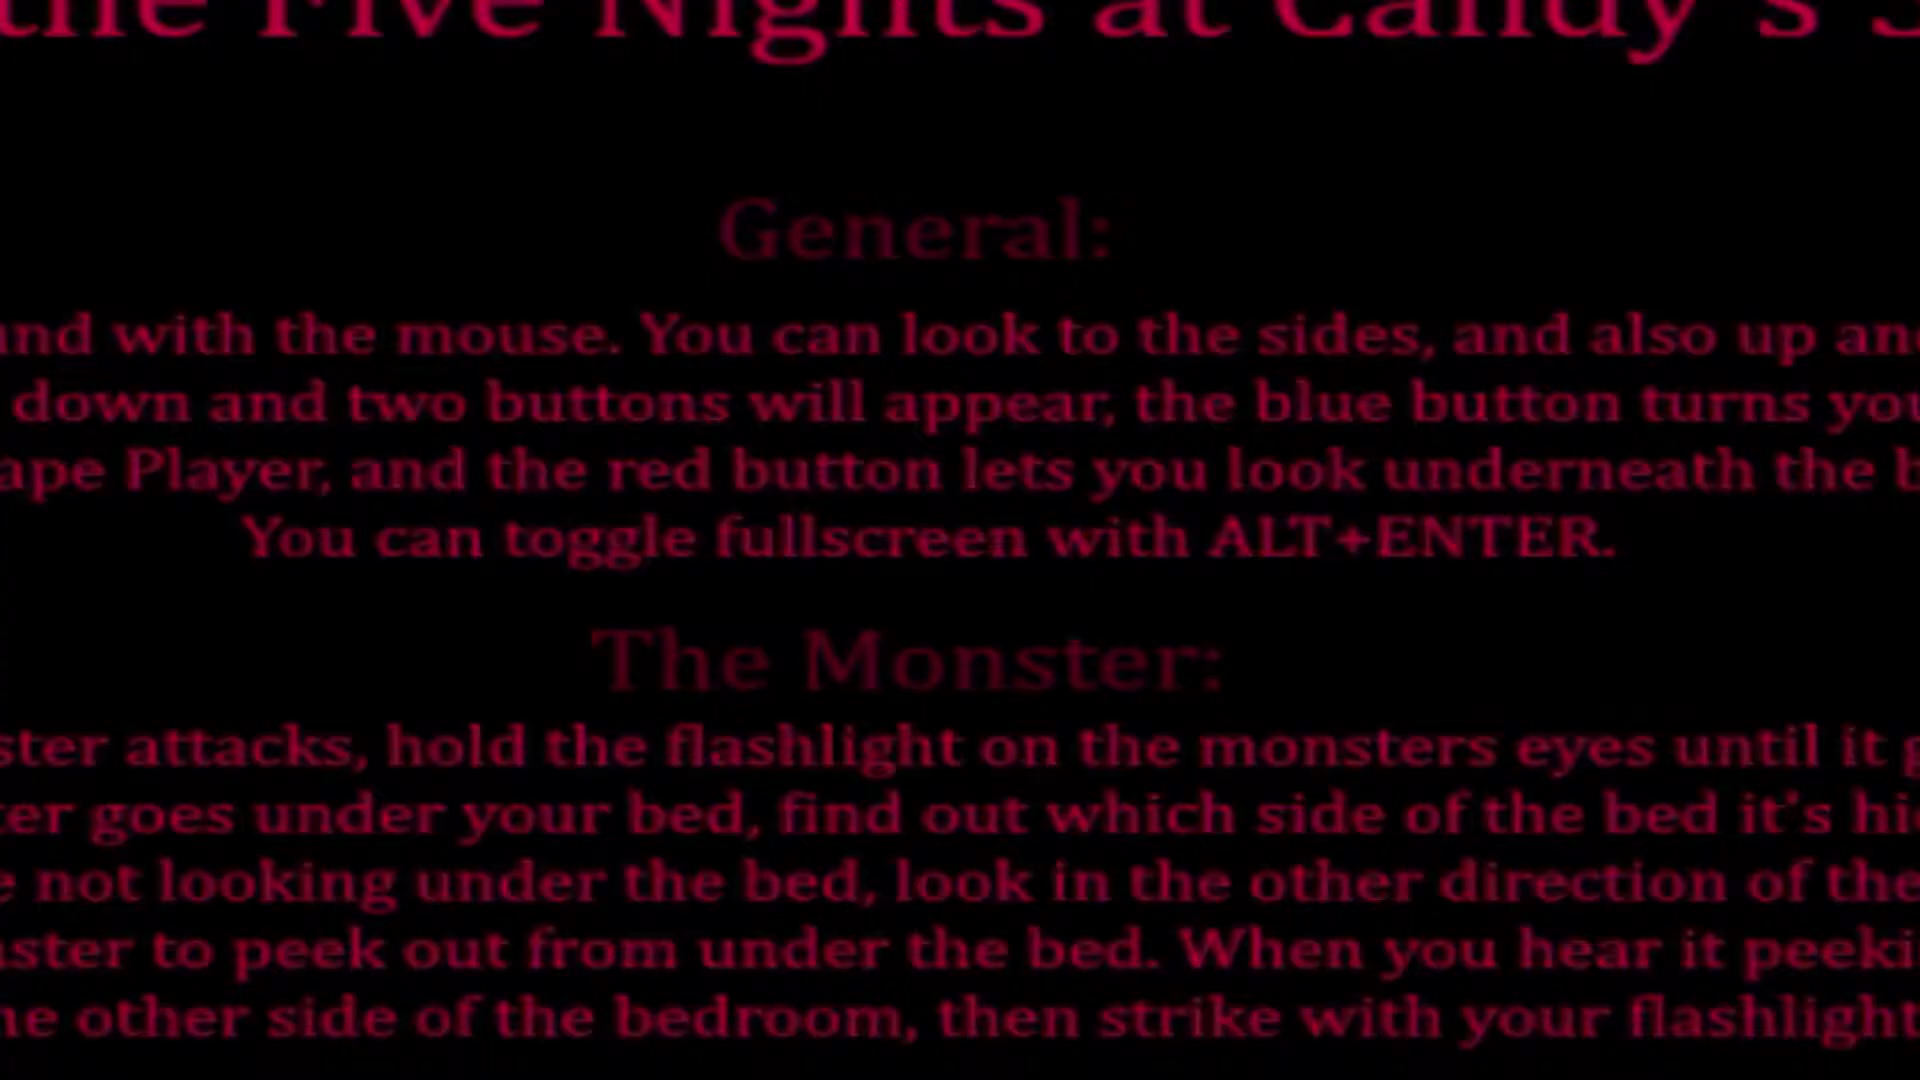 the Five Nights at Candy's
General:
und with the mouse. You can look to the sides, and also up and
down and two buttons will appear, the blue button turns you
ape Player, and the red button lets you look underneath the b
You can toggle fullscreen with ALT+ENTER.
The Monster:
ster attacks, hold the flashlight on the monsters eyes until it g
ter goes under your bed, find out which side of the bed it's hi
e not looking under the bed, look in the other direction of the
nster to peek out from under the bed. When you hear it peeki
he other side of the bedroom, then strike with your flashlight